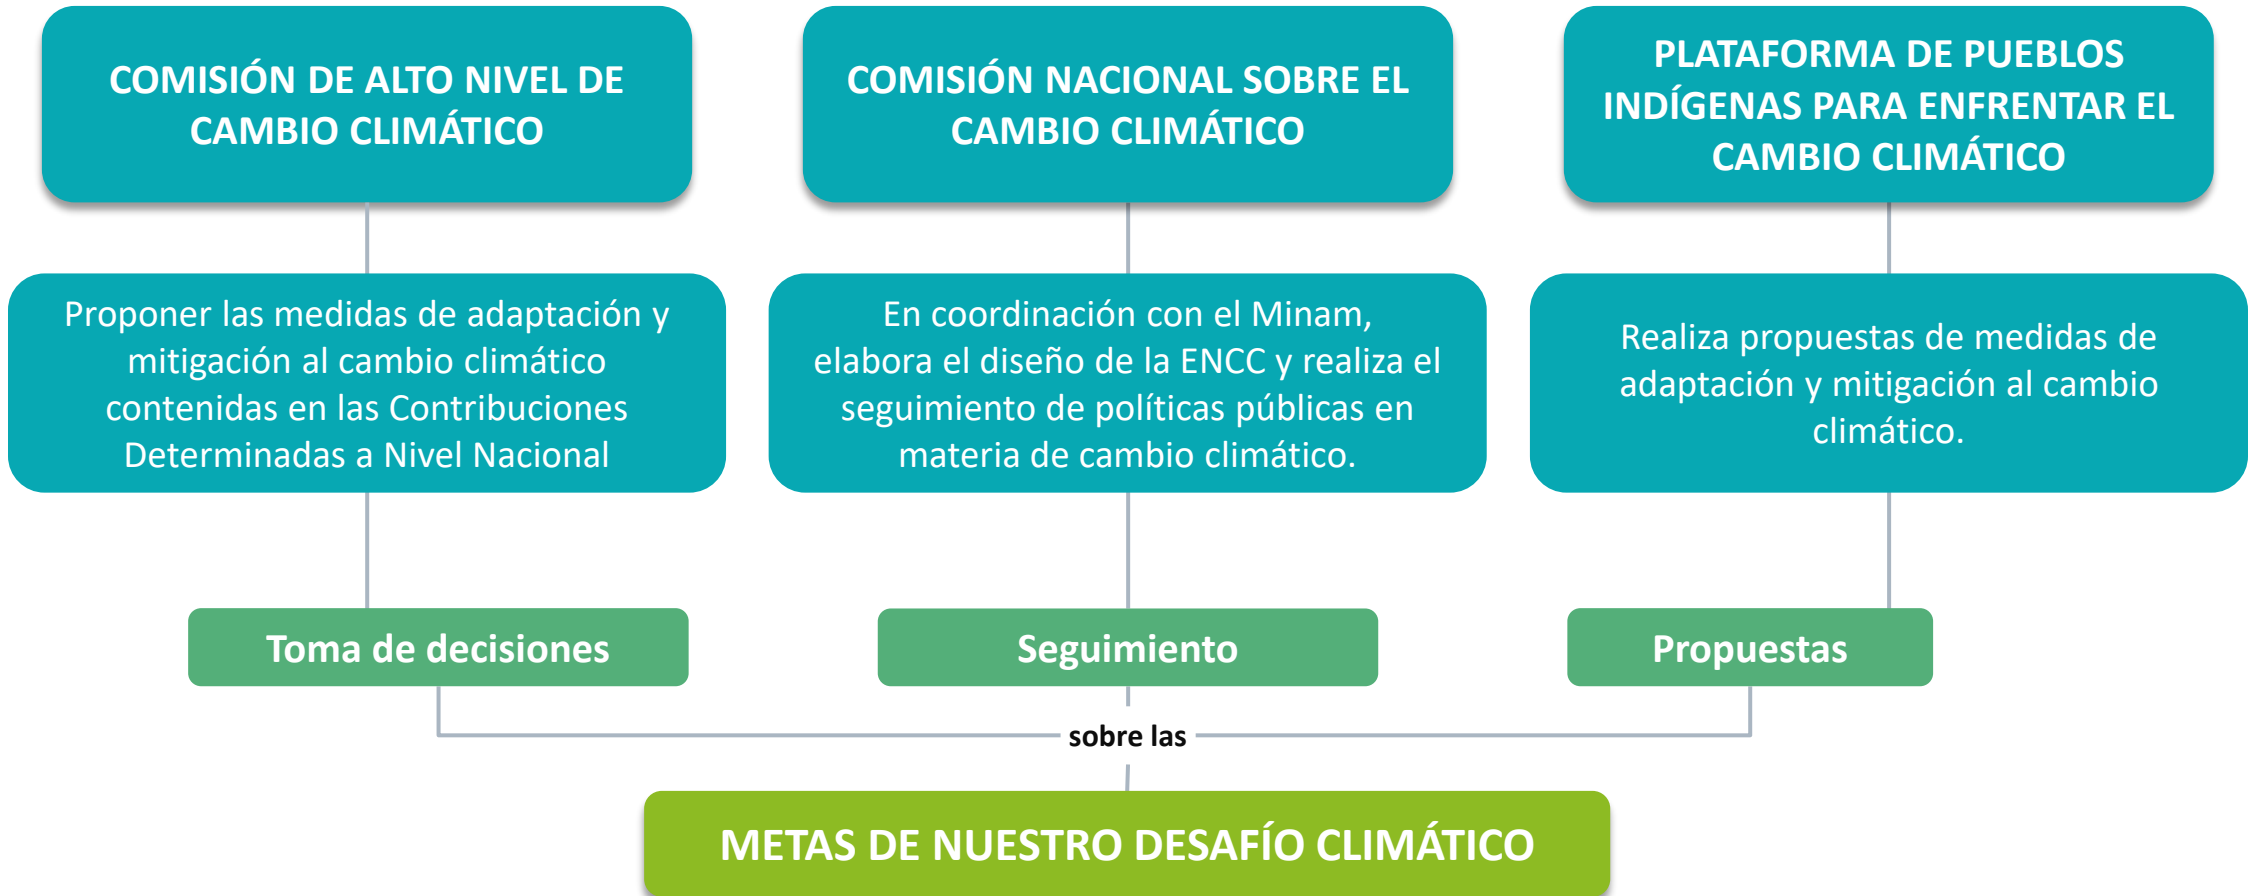 COMISIÓN DE ALTO NIVEL DE
CAMBIO CLIMÁTICO
COMISIÓN NACIONAL SOBRE EL
CAMBIO CLIMÁTICO
PLATAFORMA DE PUEBLOS
INDÍGENAS PARA ENFRENTAR EL
CAMBIO CLIMÁTICO
Proponer las medidas de adaptación y
mitigación al cambio climático
contenidas en las Contribuciones
Determinadas a Nivel Nacional
En coordinación con el Minam,
elabora el diseño de la ENCC y realiza el
seguimiento de políticas públicas en
materia de cambio climático.
Realiza propuestas de medidas de
adaptación y mitigación al cambio
climático.
Toma de decisiones
Seguimiento
Propuestas
sobre las
METAS DE NUESTRO DESAFÍO CLIMÁTICO